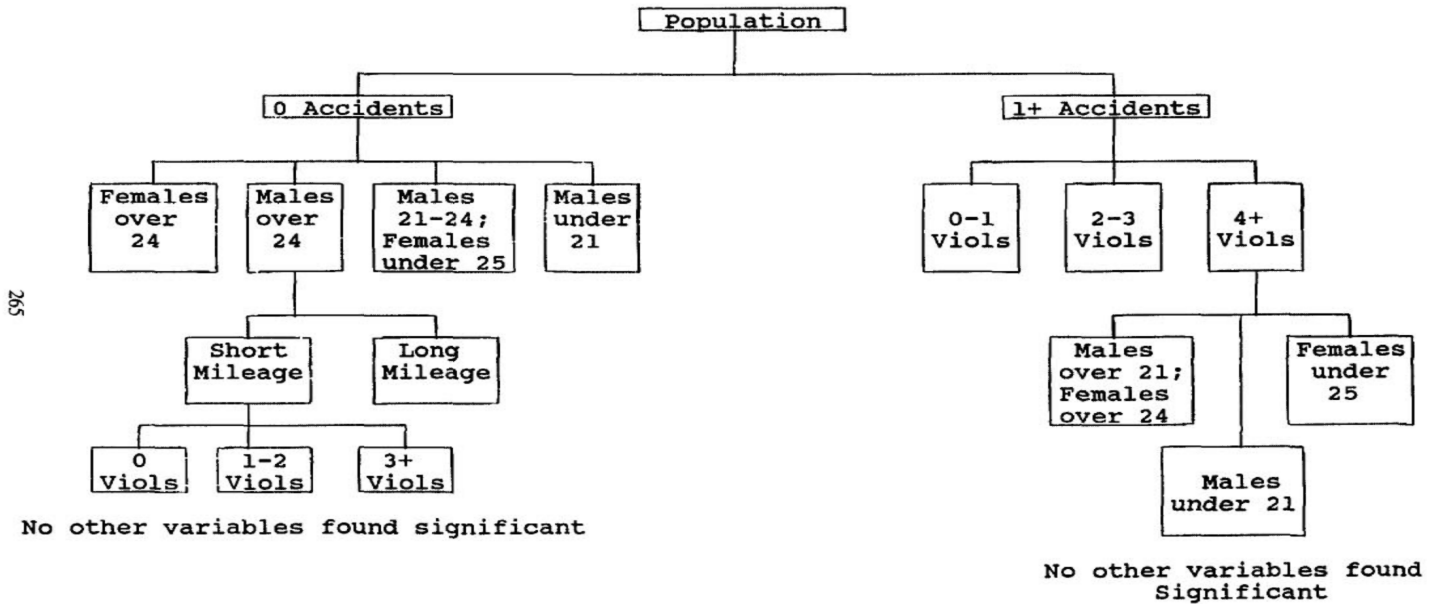 Population
0 Accidents
1+ Accidents
Females
over
24
Males
over
24
Males
21-24;
Females
under 25
Males
under
21
0-1
Viols
2-3
Viols
4+
Viols
265
Short
Mileage
Long
Mileage
Males
over 21;
Females
over 24
Females
under
25
0
Viols
1-2
Viols
3+
Viols
Males
under 21
No other variables found significant
No other variables found
Significant